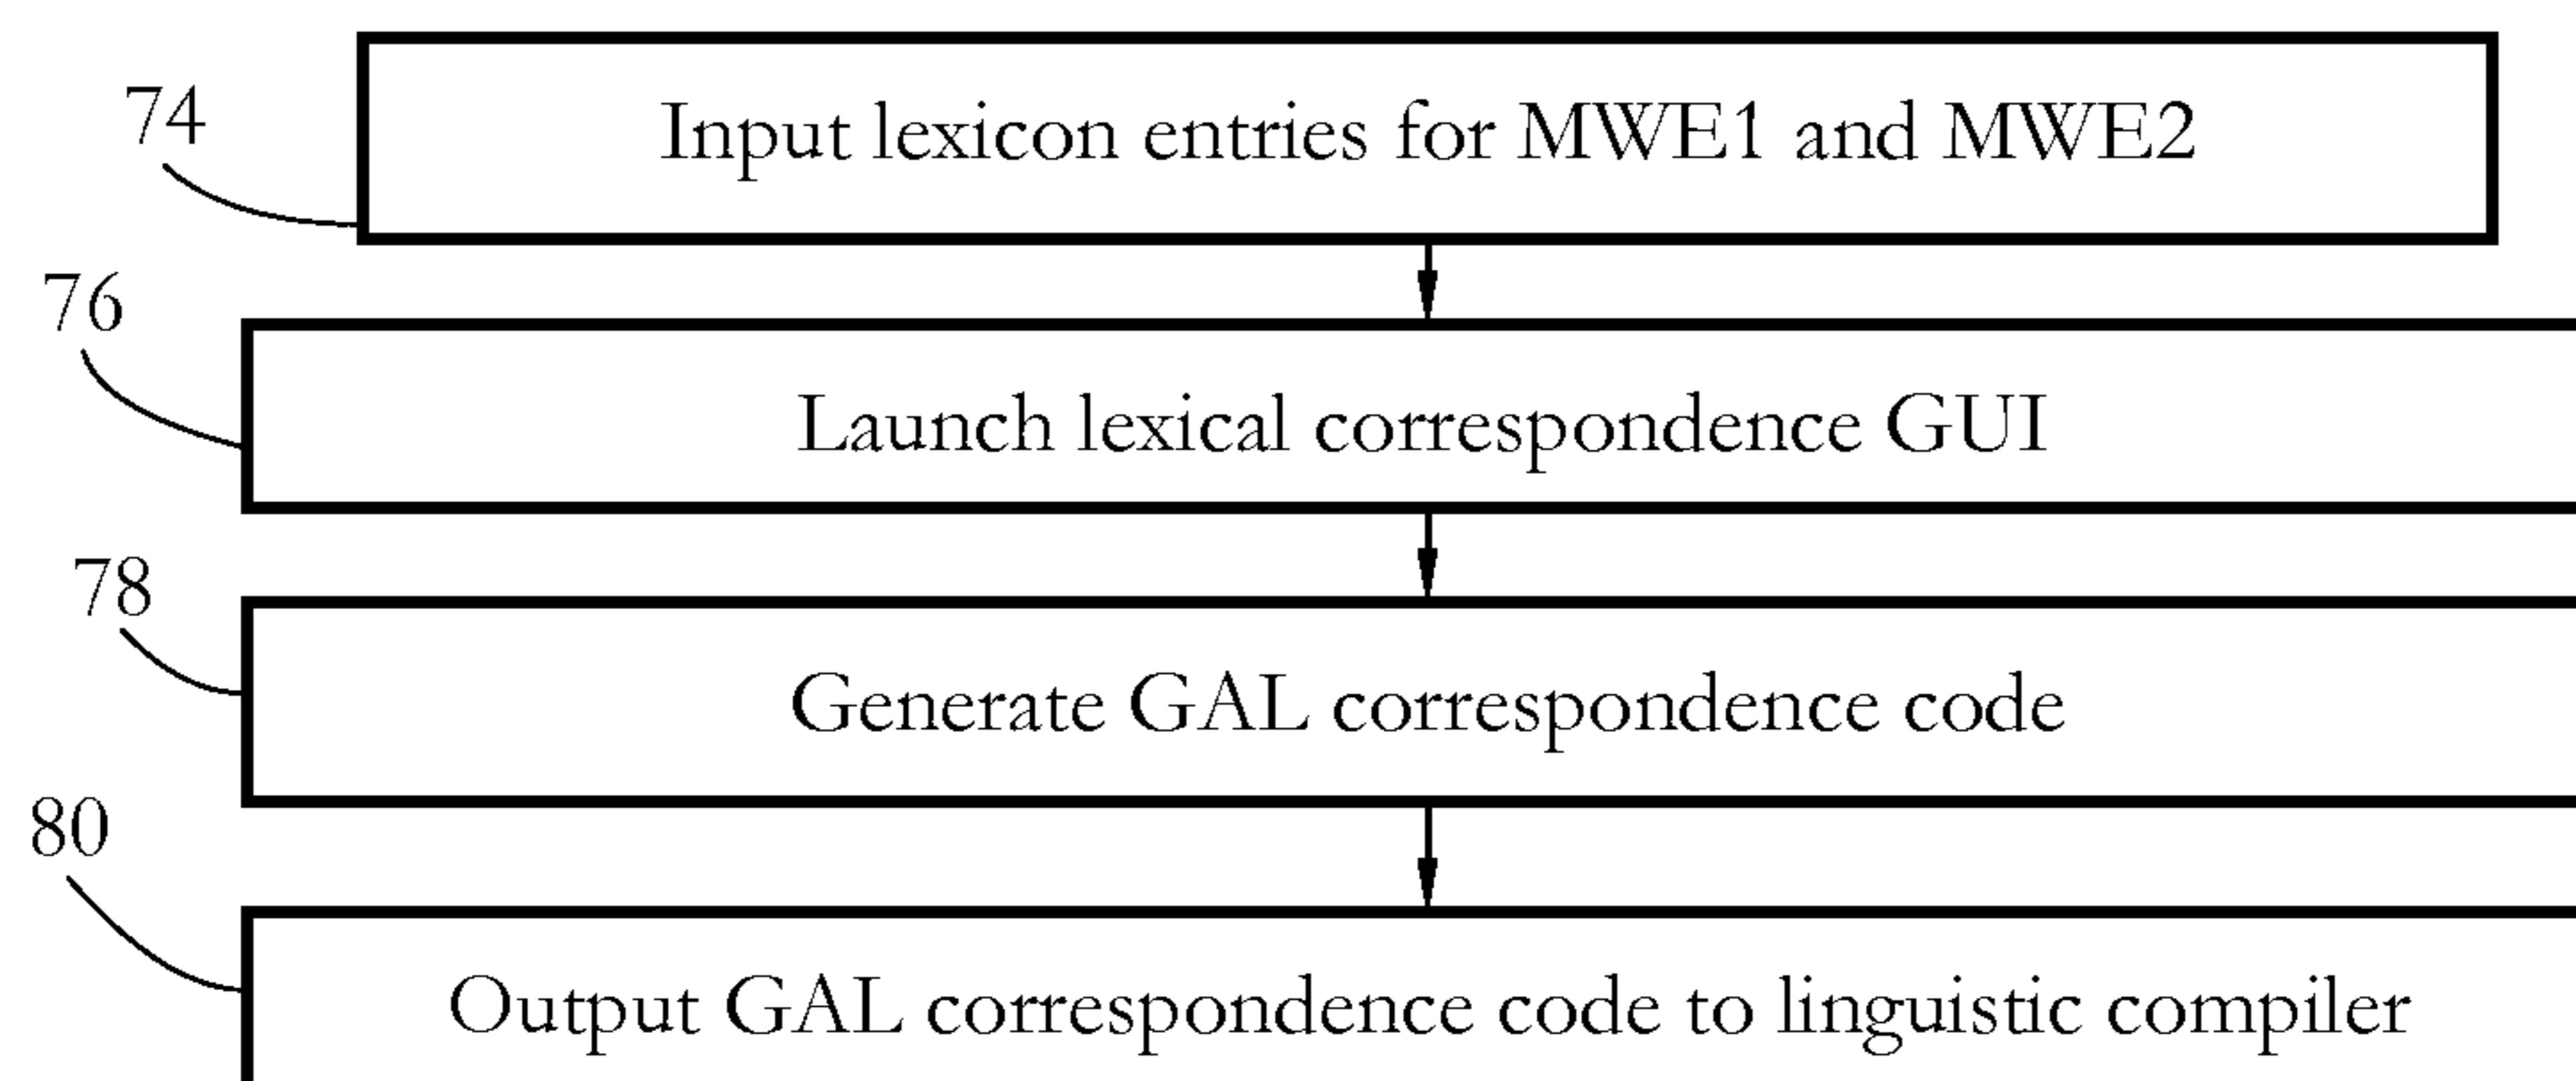 74
Input lexicon entries for MWE1 and MWE2
76
Launch lexical correspondence GUI
78
Generate GAL correspondence code
80
Output GAL correspondence code to linguistic compiler